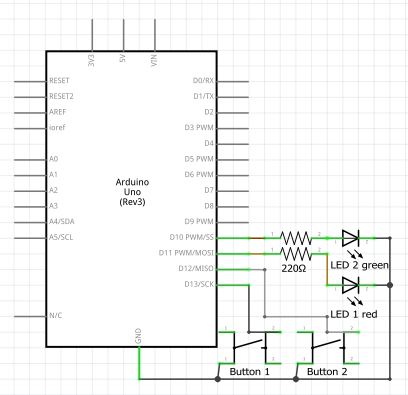 3V3
5V
VIN
RESET
RESET2
AREF
ioref
A0
A1
A2
A3
A4/SDA
A5/SCL
N/C
Arduino
Uno
(Rev3)
D0/RX
D1/TX
D2
D3 PWM
D4
D5 PWM
D6 PWM
D7
D8
D9 PWM
D10 PWM/SS
D11 PWM/MOSI
D12/MISO
D13/SCK
GND
220Ω
LED 2 green
LED 1 red
Button 1
Button 2